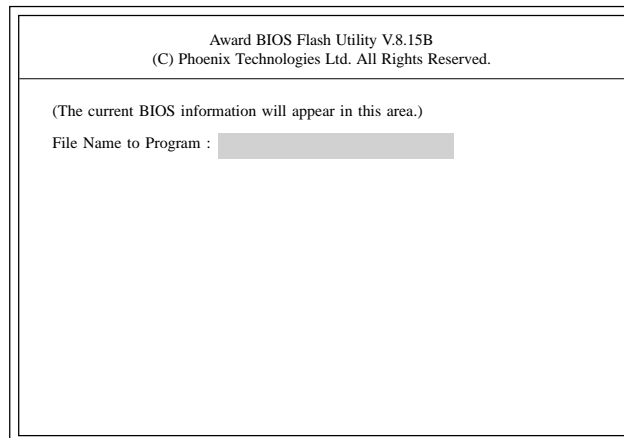 Award BIOS Flash Utility V.8.15B
(C) Phoenix Technologies Ltd. All Rights Reserved.
(The current BIOS information will appear in this area.)
File Name to Program :